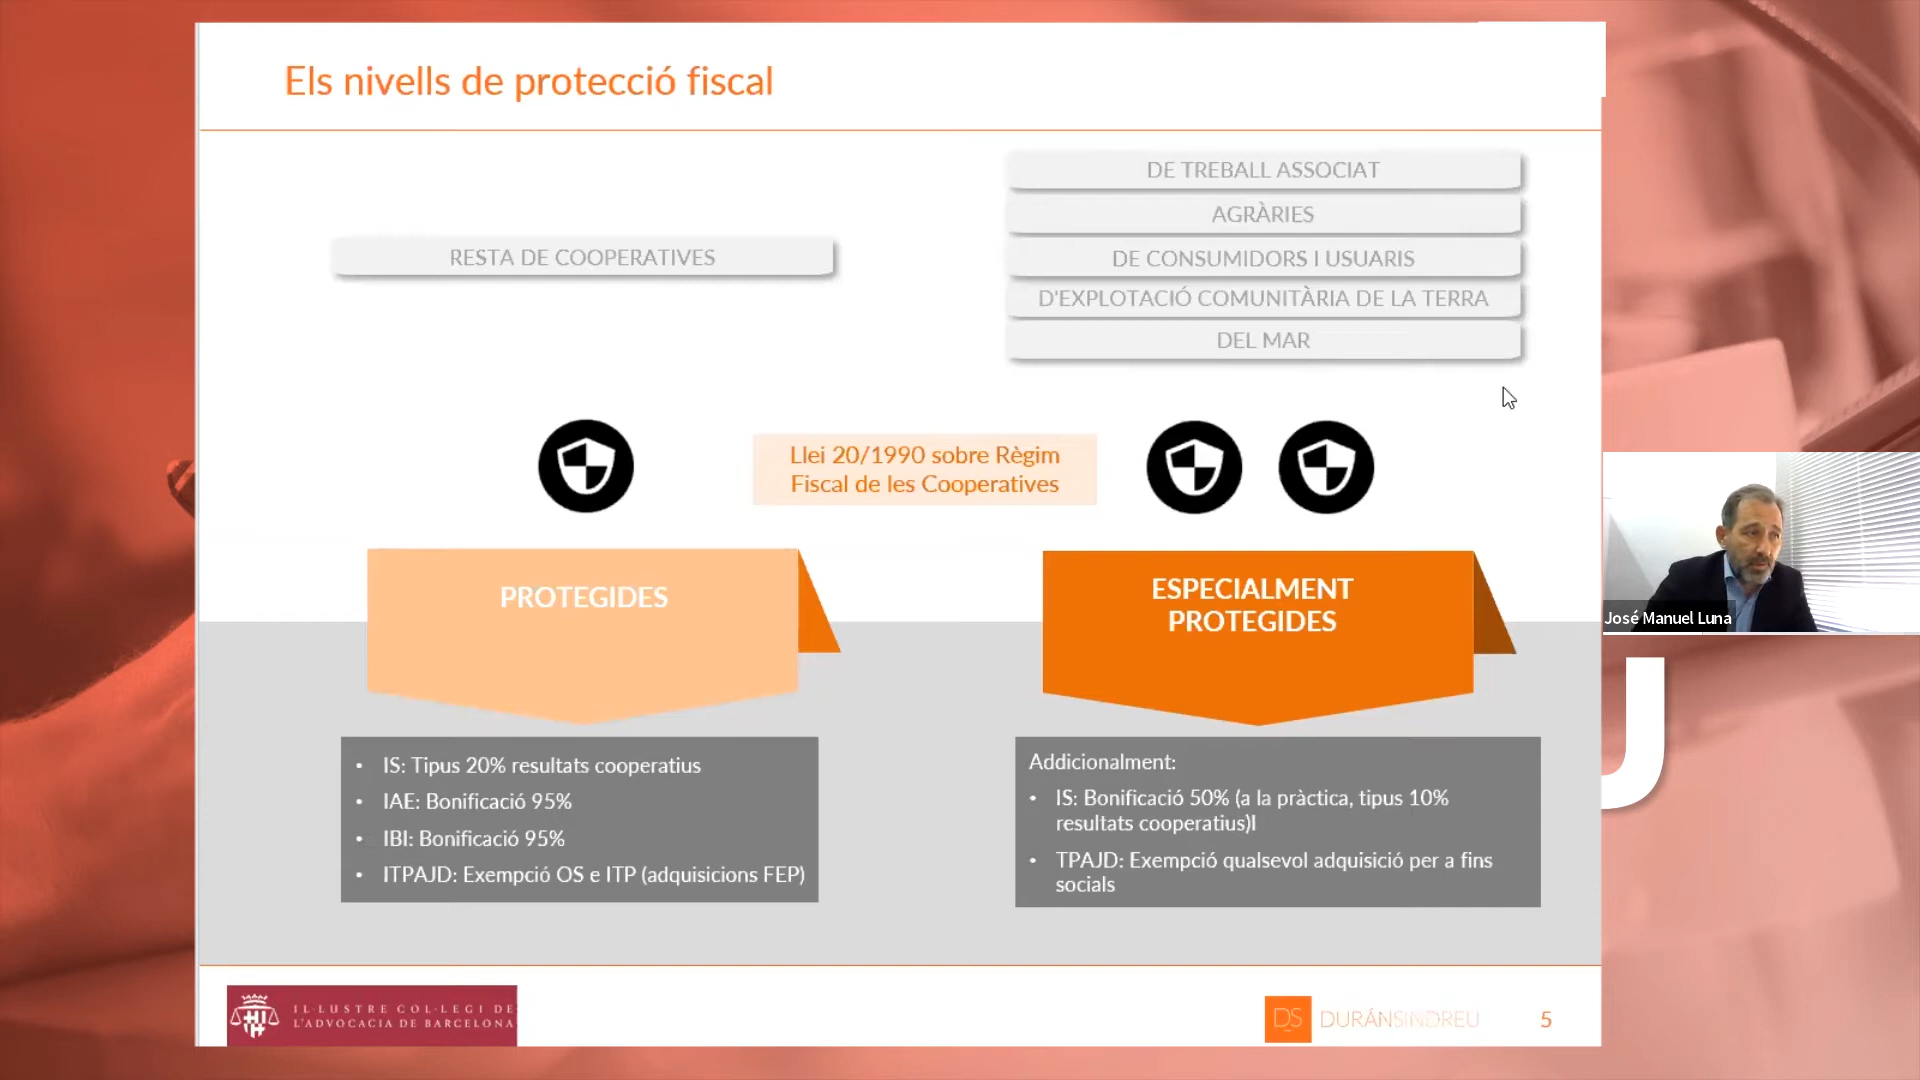 Els nivells de protecció fiscal
RESTA DE COOPERATIVES
DE TREBALL ASSOCIAT
AGRÀRIES
DE CONSUMIDORS I USUARIS
D'EXPLOTACIÓ COMUNITÀRIA DE LA TERRA
DEL MAR
Llei 20/1990 sobre Règim
Fiscal de les Cooperatives
PROTEGIDES
• IS: Tipus 20% resultats cooperatius
• IAE: Bonificació 95%
• IBI: Bonificació 95%
• ITPAJD: Exempció OS e ITP (adquisicions FEP)
ESPECIALMENT
PROTEGIDES
Addicionalment:
• IS: Bonificació 50% (a la pràctica, tipus 10%
resultats cooperatius)I
• TPAJD: Exempció qualsevol adquisició per a fins
socials
José Manuel Luna
U
IL·LUSTRE COL·LEGI DE
L'ADVOCACIA DE BARCELONA
DS
DURÁNSINDREU
5